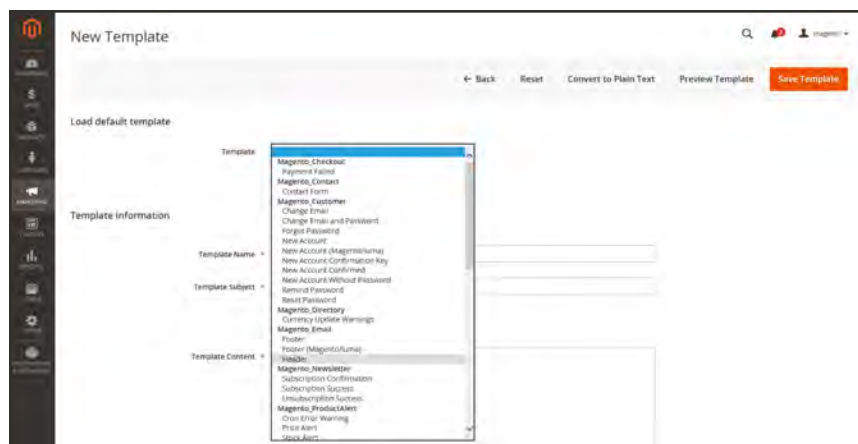 New Template
magento
← Back
Reset
Convert to Plain Text
Preview Template
Save Template
Load default template
Template
Magento_Checkout
Payment Failed
Magento_Contact
Contact Form
Magento_Customer
Change Email
Change Email and Password
Forgot Password
New Account
New Account (Magento/luma)
New Account Confirmation Key
New Account Confirmed
New Account Without Password
Remind Password
Reset Password
Magento_Directory
Currency Update Warnings
Magento_Email
Footer
Footer (Magento/luma)
Header
Magento_Newsletter
Subscription Confirmation
Subscription Success
Unsubscription Success
Magento_ProductAlert
Cron Error Warning
Price Alert
Stock Alert
Template Information
Template Name *
Template Subject *
Template Content *